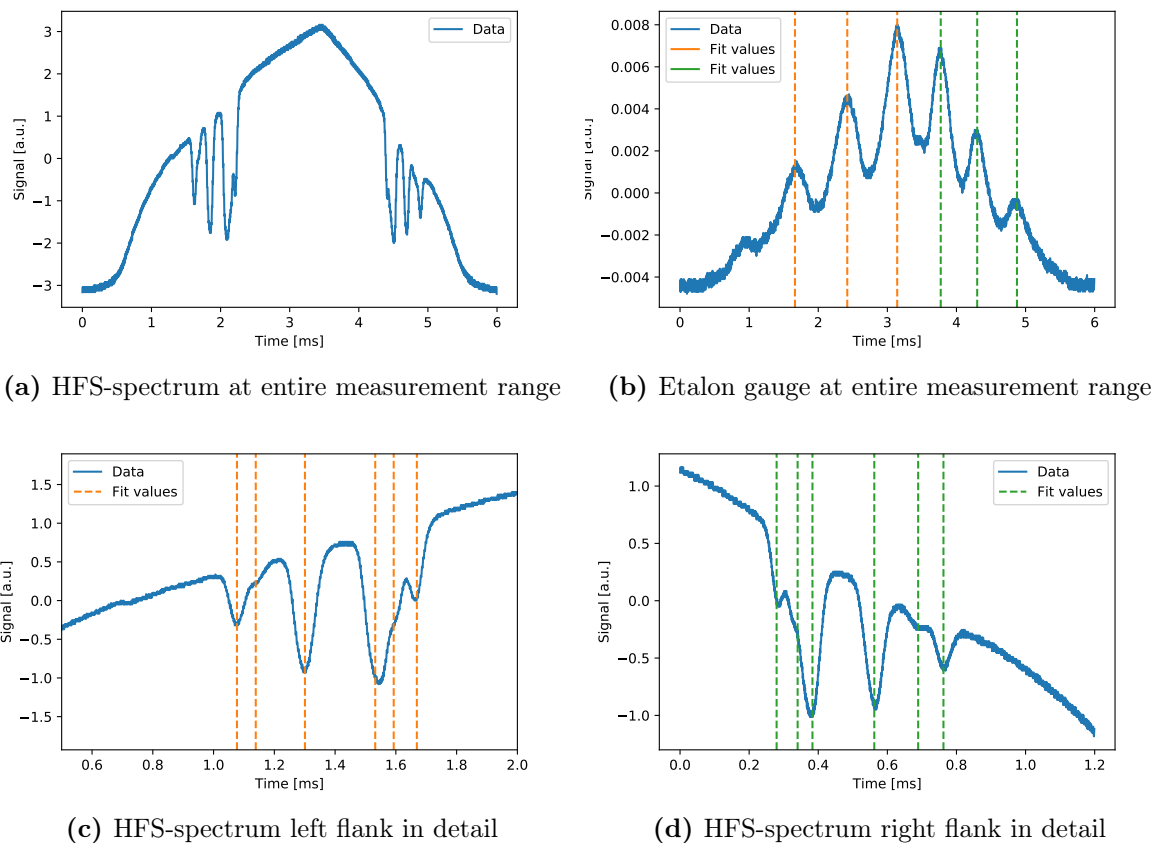 3
2
1
0
−1
−2
−3
Signal [a.u.]
0 1 2 3 4 5 6
Time [ms]
Data
(a) HFS-spectrum at entire measurement range
0.008
0.006
0.004
0.002
0.000
−0.002
−0.004
Signal [a.u.]
0 1 2 3 4 5 6
Time [ms]
Data
Fit values
Fit values
(b) Etalon gauge at entire measurement range
1.5
1.0
0.5
0.0
−0.5
−1.0
−1.5
Signal [a.u.]
0.6 0.8 1.0 1.2 1.4 1.6 1.8 2.0
Time [ms]
Data
Fit values
(c) HFS-spectrum left flank in detail
1.0
0.5
0.0
−0.5
−1.0
Signal [a.u.]
0.0 0.2 0.4 0.6 0.8 1.0 1.2
Time [ms]
Data
Fit values
(d) HFS-spectrum right flank in detail